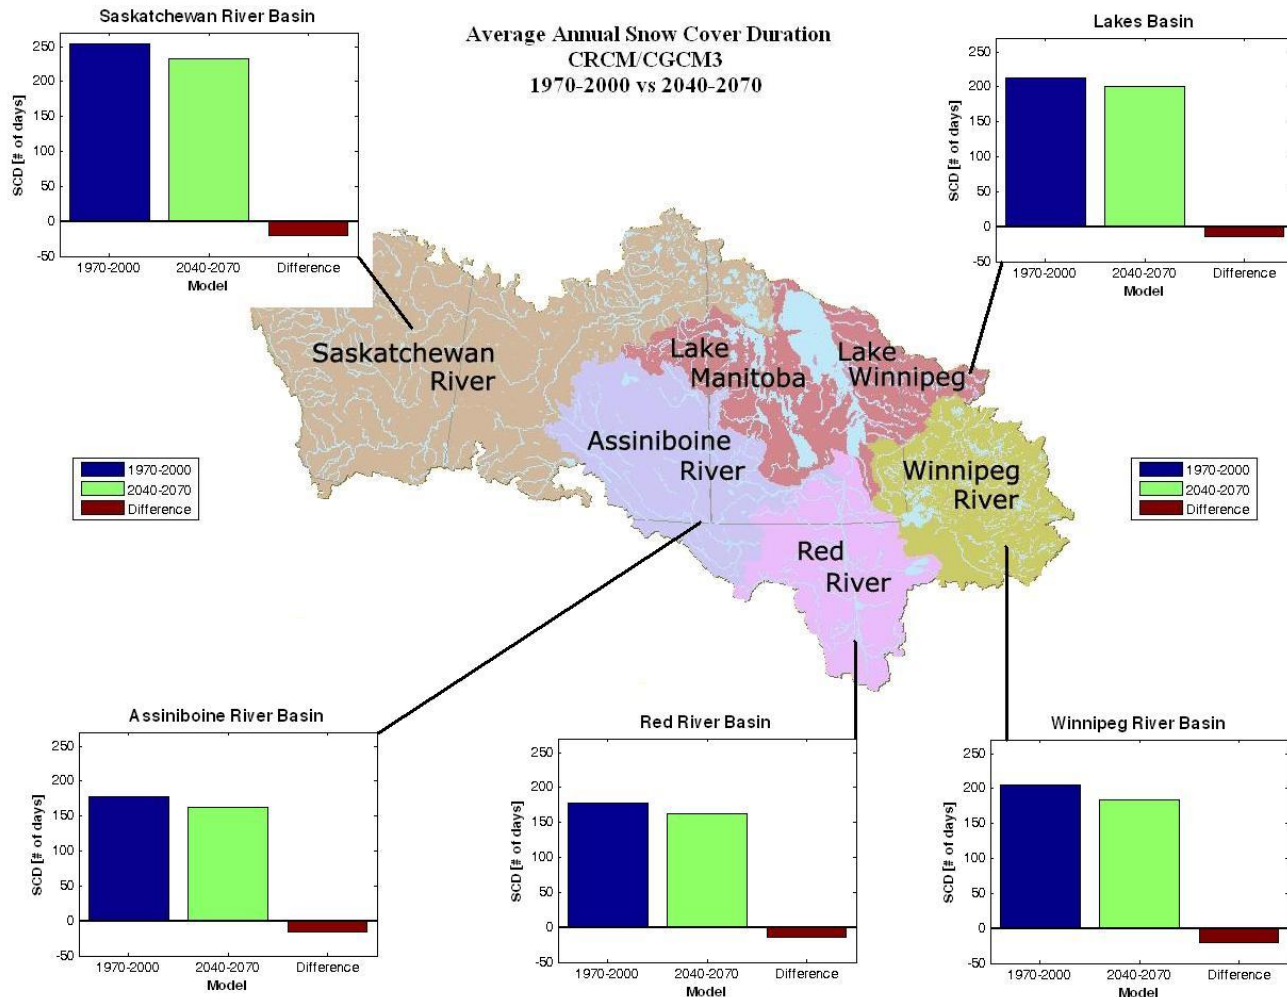 Saskatchewan River Basin
250
200
150
100
50
0
-50
SCD [# of days]
1970-2000
2040-2070
Difference
Model
Average Annual Snow Cover Duration
CRCM/CGCM3
1970-2000 vs 2040-2070
Lakes Basin
250
200
150
100
50
0
-50
SCD [# of days]
1970-2000
2040-2070
Difference
Model
Saskatchewan
River
Lake
Manitoba
Lake
Winnipeg
Assiniboine
River
Winnipeg
River
Red
River
1970-2000
2040-2070
Difference
1970-2000
2040-2070
Difference
Assiniboine River Basin
250
200
150
100
50
0
-50
SCD [# of days]
1970-2000
2040-2070
Difference
Model
Red River Basin
250
200
150
100
50
0
-50
SCD [# of days]
1970-2000
2040-2070
Difference
Model
Winnipeg River Basin
250
200
150
100
50
0
-50
SCD [# of days]
1970-2000
2040-2070
Difference
Model